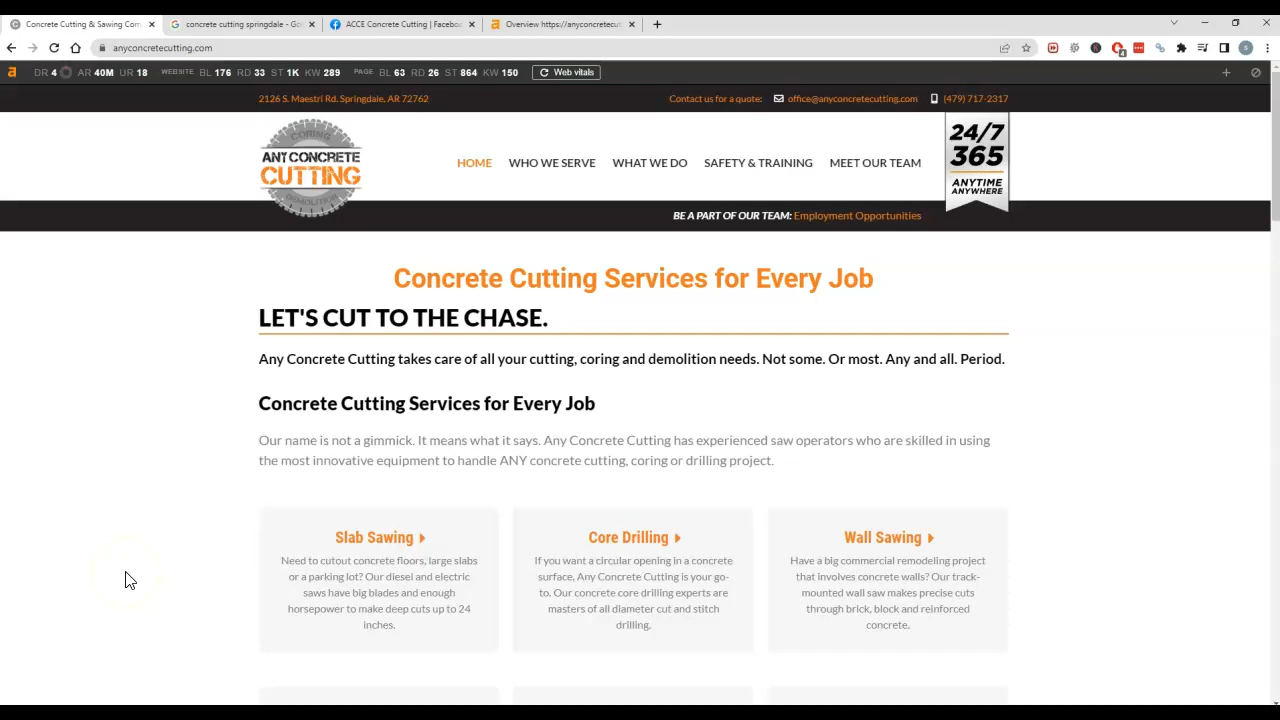 Concrete Cutting & Sawing Com
concrete cutting springdale - Goo
ACCE Concrete Cutting | Faceboo
Overview https://anyconcretecut
anyconcretecutting.com
4
S
DR 4 AR 40M UR 18 WEBSITE BL 176 RD 33 ST 1K KW 289 PAGE BL 63 RD 26 ST 864 KW 150 Web vitals
2126 S. Maestri Rd. Springdale, AR 72762
Contact us for a quote: office@anyconcretecutting.com (479) 717-2317
CORING
ANY CONCRETE
CUTTING
DEMOLITION
HOME WHO WE SERVE WHAT WE DO SAFETY & TRAINING MEET OUR TEAM
24/7
365
ANYTIME
ANYWHERE
BE A PART OF OUR TEAM: Employment Opportunities
Concrete Cutting Services for Every Job
LET'S CUT TO THE CHASE.
Any Concrete Cutting takes care of all your cutting, coring and demolition needs. Not some. Or most. Any and all. Period.
Concrete Cutting Services for Every Job
Our name is not a gimmick. It means what it says. Any Concrete Cutting has experienced saw operators who are skilled in using
the most innovative equipment to handle ANY concrete cutting, coring or drilling project.
Slab Sawing
Need to cutout concrete floors, large slabs
or a parking lot? Our diesel and electric
saws have big blades and enough
horsepower to make deep cuts up to 24
inches.
Core Drilling
If you want a circular opening in a concrete
surface, Any Concrete Cutting is your go-
to. Our concrete core drilling experts are
masters of all diameter cut and stitch
drilling.
Wall Sawing
Have a big commercial remodeling project
that involves concrete walls? Our track-
mounted wall saw makes precise cuts
through brick, block and reinforced
concrete.